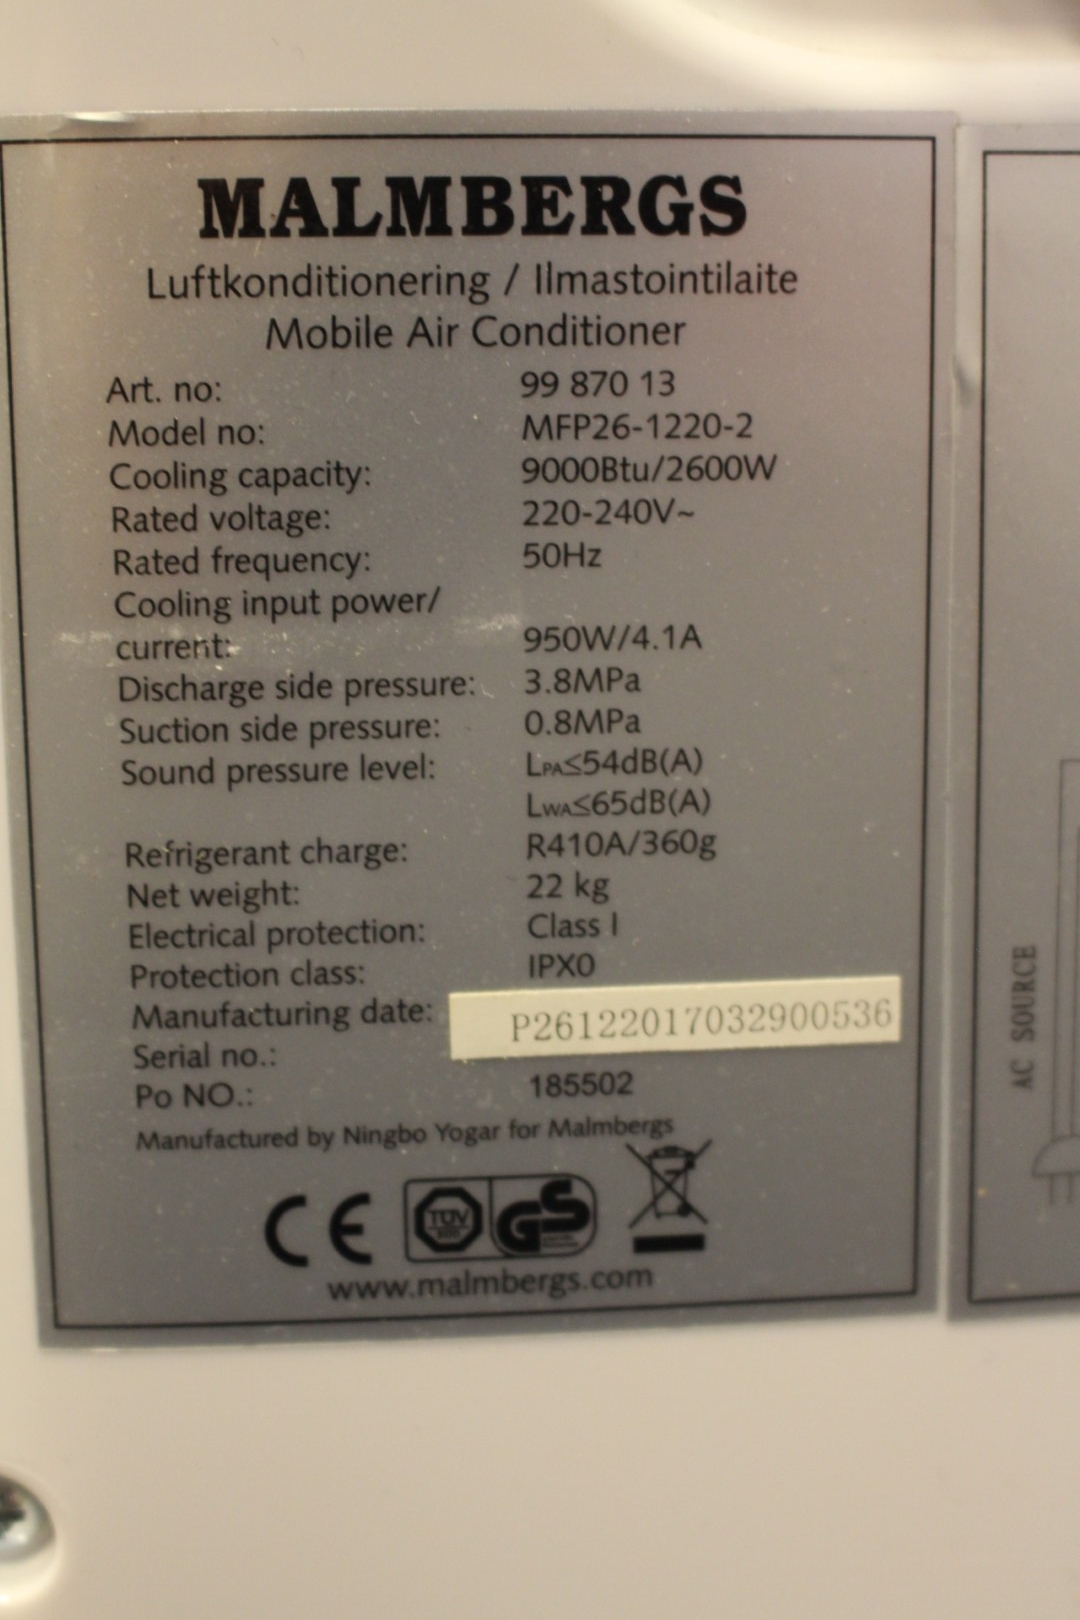 MALMBERGS
Luftkonditionering / Ilmastointilaite
Mobile Air Conditioner
Art. no: 99 870 13
Model no: MFP26-1220-2
Cooling capacity: 9000Btu/2600W
Rated voltage: 220-240V~
Rated frequency: 50Hz
Cooling input power/
current: 950W/4.1A
Discharge side pressure: 3.8MPa
Suction side pressure: 0.8MPa
Sound pressure level: LPA≤54dB(A)
LWA≤65dB(A)
Refrigerant charge: R410A/360g
Net weight: 22 kg
Electrical protection: Class I
Protection class: IPX0
Manufacturing date: P26122017032900536
Serial no.:
Po NO.: 185502
Manufactured by Ningbo Yogar for Malmbergs
CE TÜV GS
www.malmbergs.com
AC SOURCE